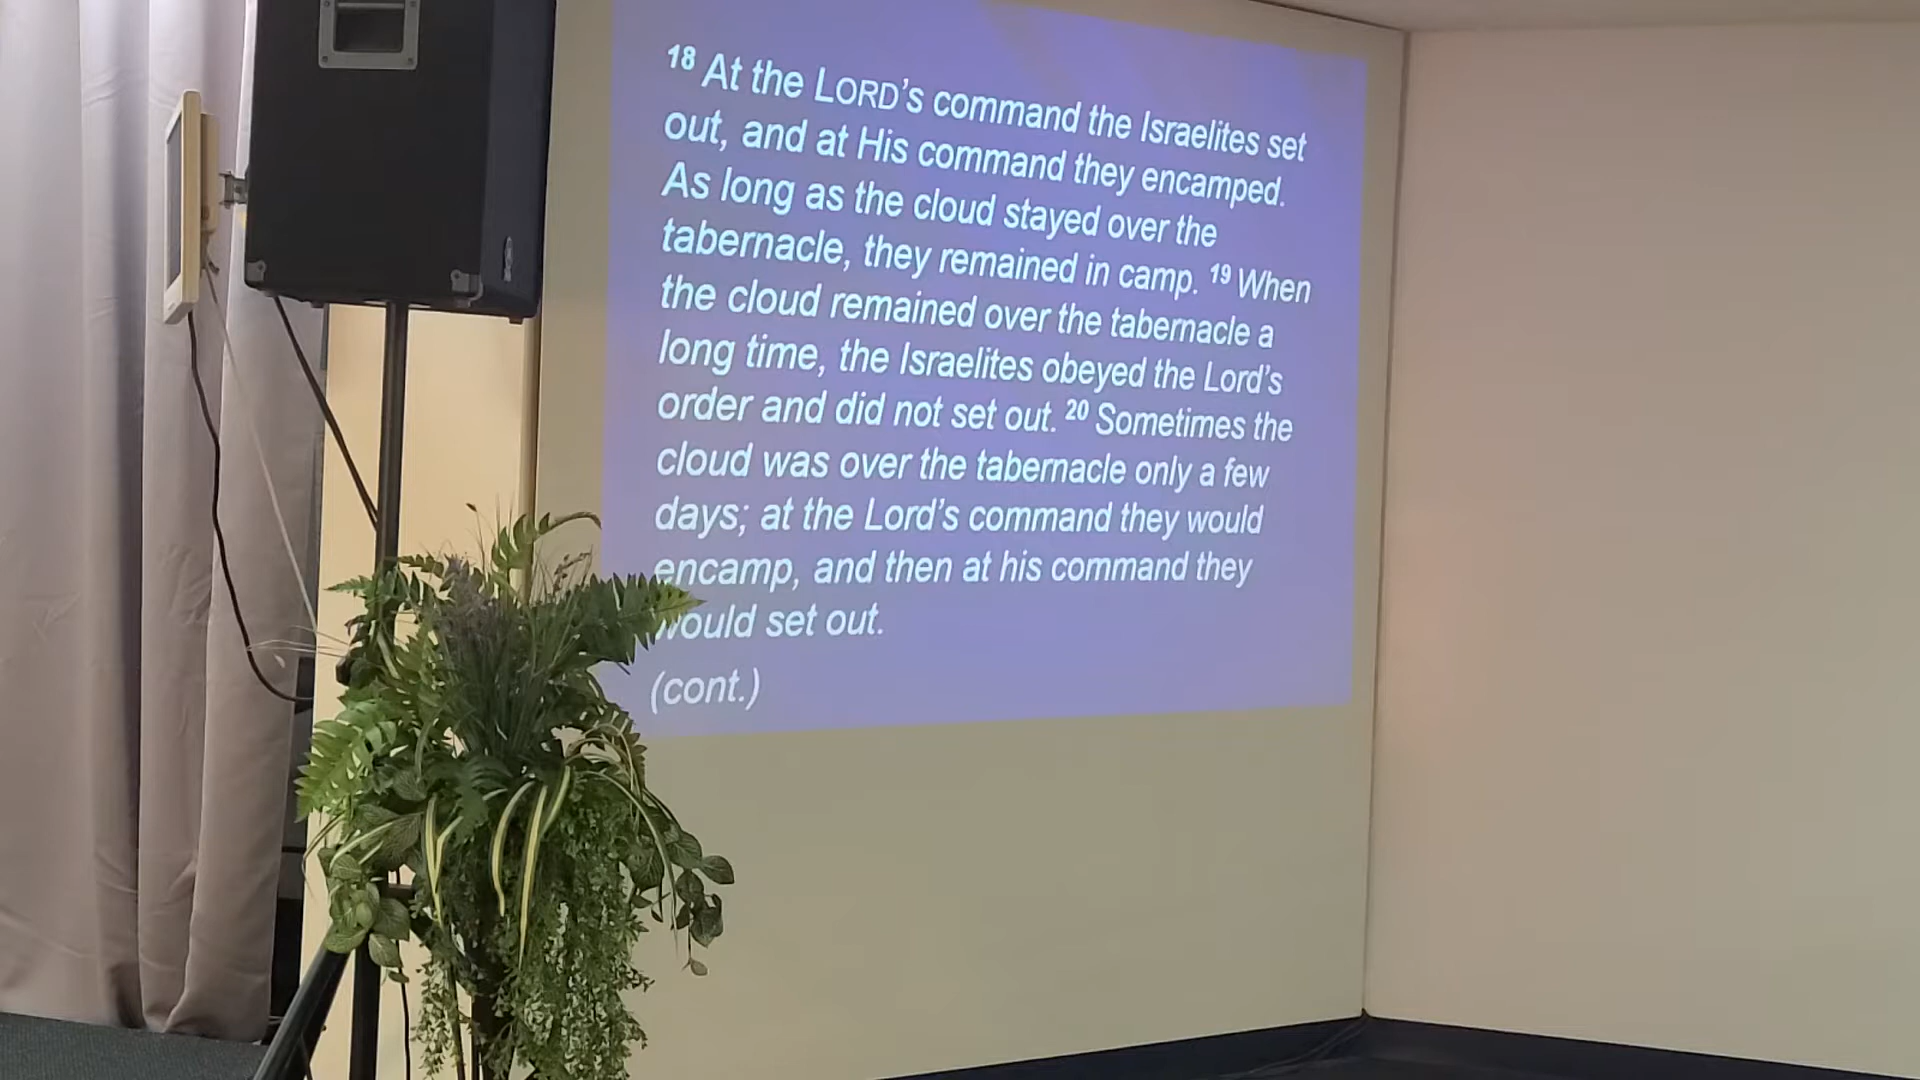 18 At the LORD's command the Israelites set
out, and at His command they encamped.
As long as the cloud stayed over the
tabernacle, they remained in camp. 19 When
the cloud remained over the tabernacle a
long time, the Israelites obeyed the Lord's
order and did not set out. 20 Sometimes the
cloud was over the tabernacle only a few
days; at the Lord's command they would
encamp, and then at his command they
would set out.
(cont.)